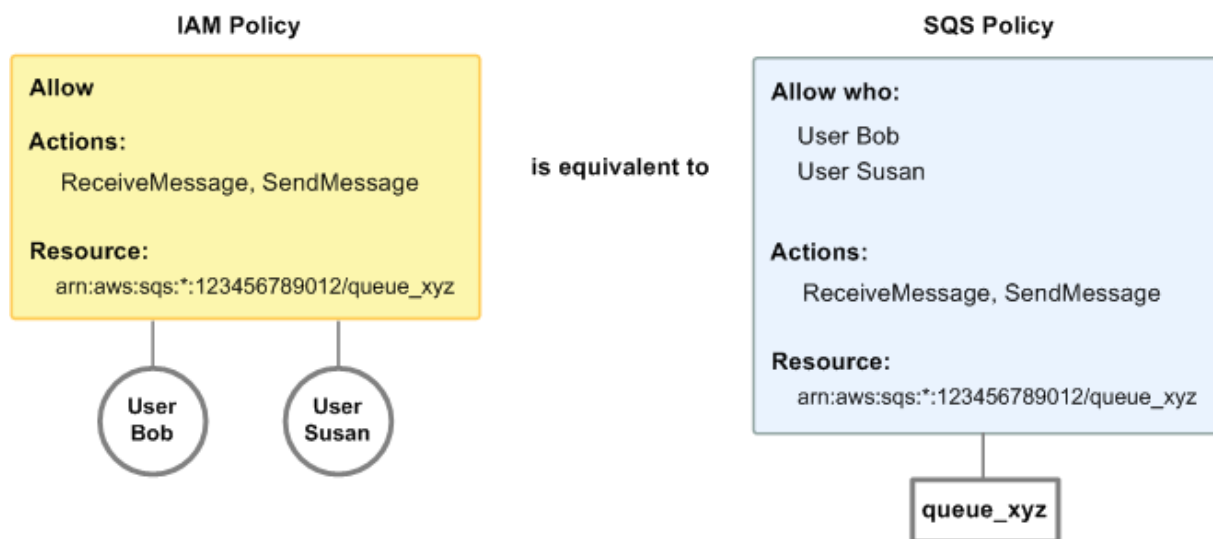 IAM Policy
Allow
Actions:
ReceiveMessage, SendMessage
Resource:
arn:aws:sqs:*:123456789012/queue_xyz
User
Bob
User
Susan
is equivalent to
SQS Policy
Allow who:
User Bob
User Susan
Actions:
ReceiveMessage, SendMessage
Resource:
arn:aws:sqs:*:123456789012/queue_xyz
queue_xyz